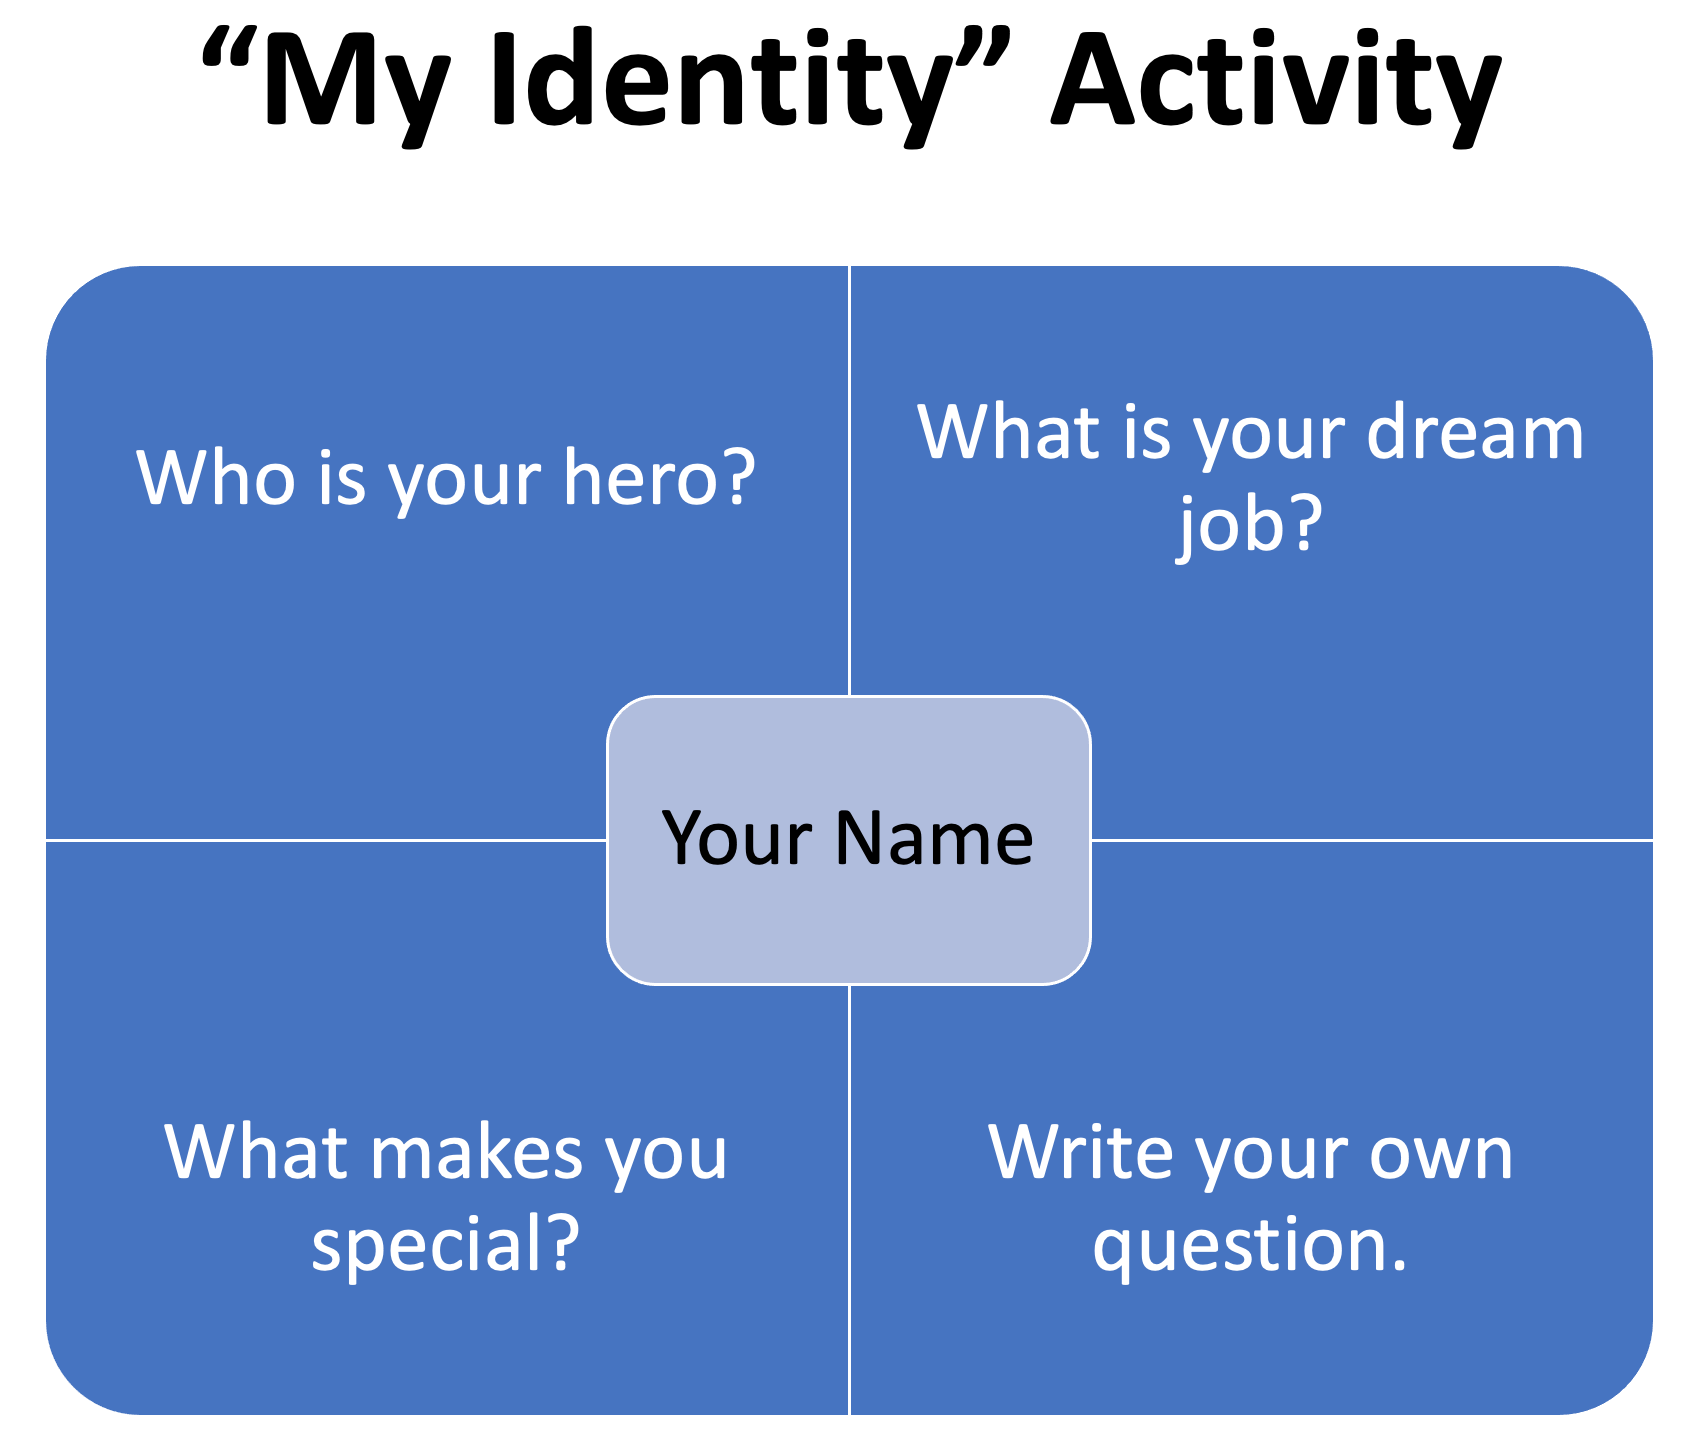 “My Identity” Activity
Who is your hero?
What is your dream
job?
Your Name
What makes you
special?
Write your own
question.